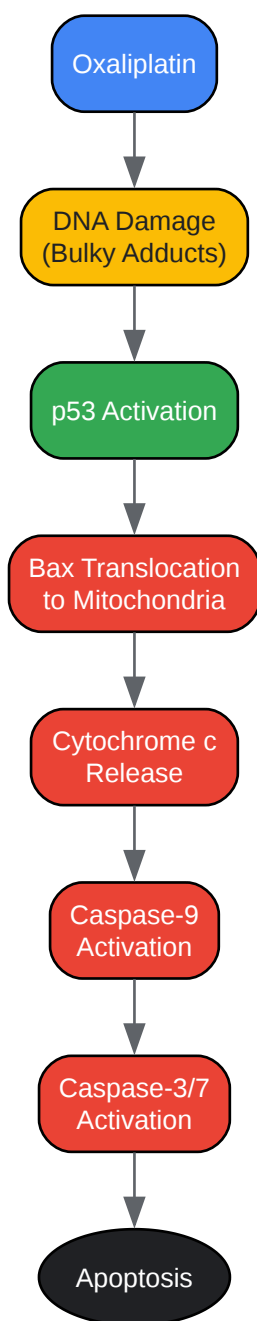 Oxaliplatin
DNA Damage
(Bulky Adducts)
p53 Activation
Bax Translocation
to Mitochondria
Cytochrome c
Release
Caspase-9
Activation
Caspase-3/7
Activation
Apoptosis